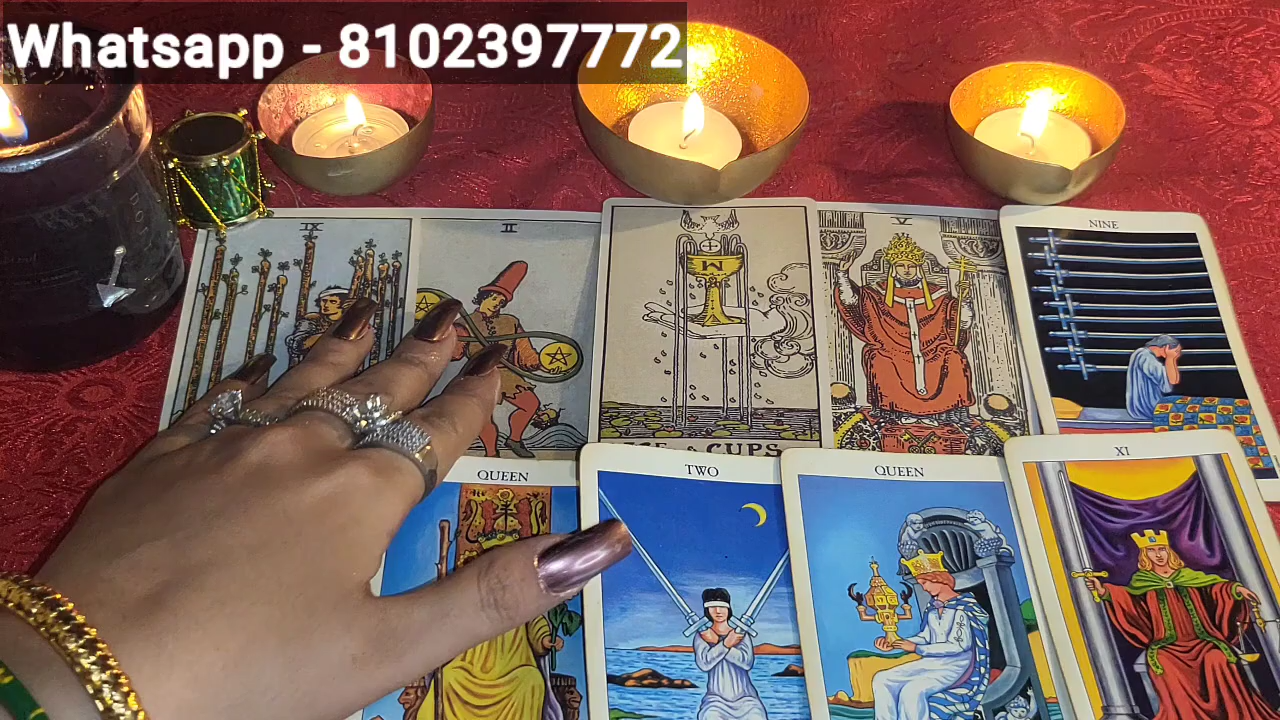 Whatsapp - 8102397772
IX
II
V
NINE
QUEEN
TWO
QUEEN
XI